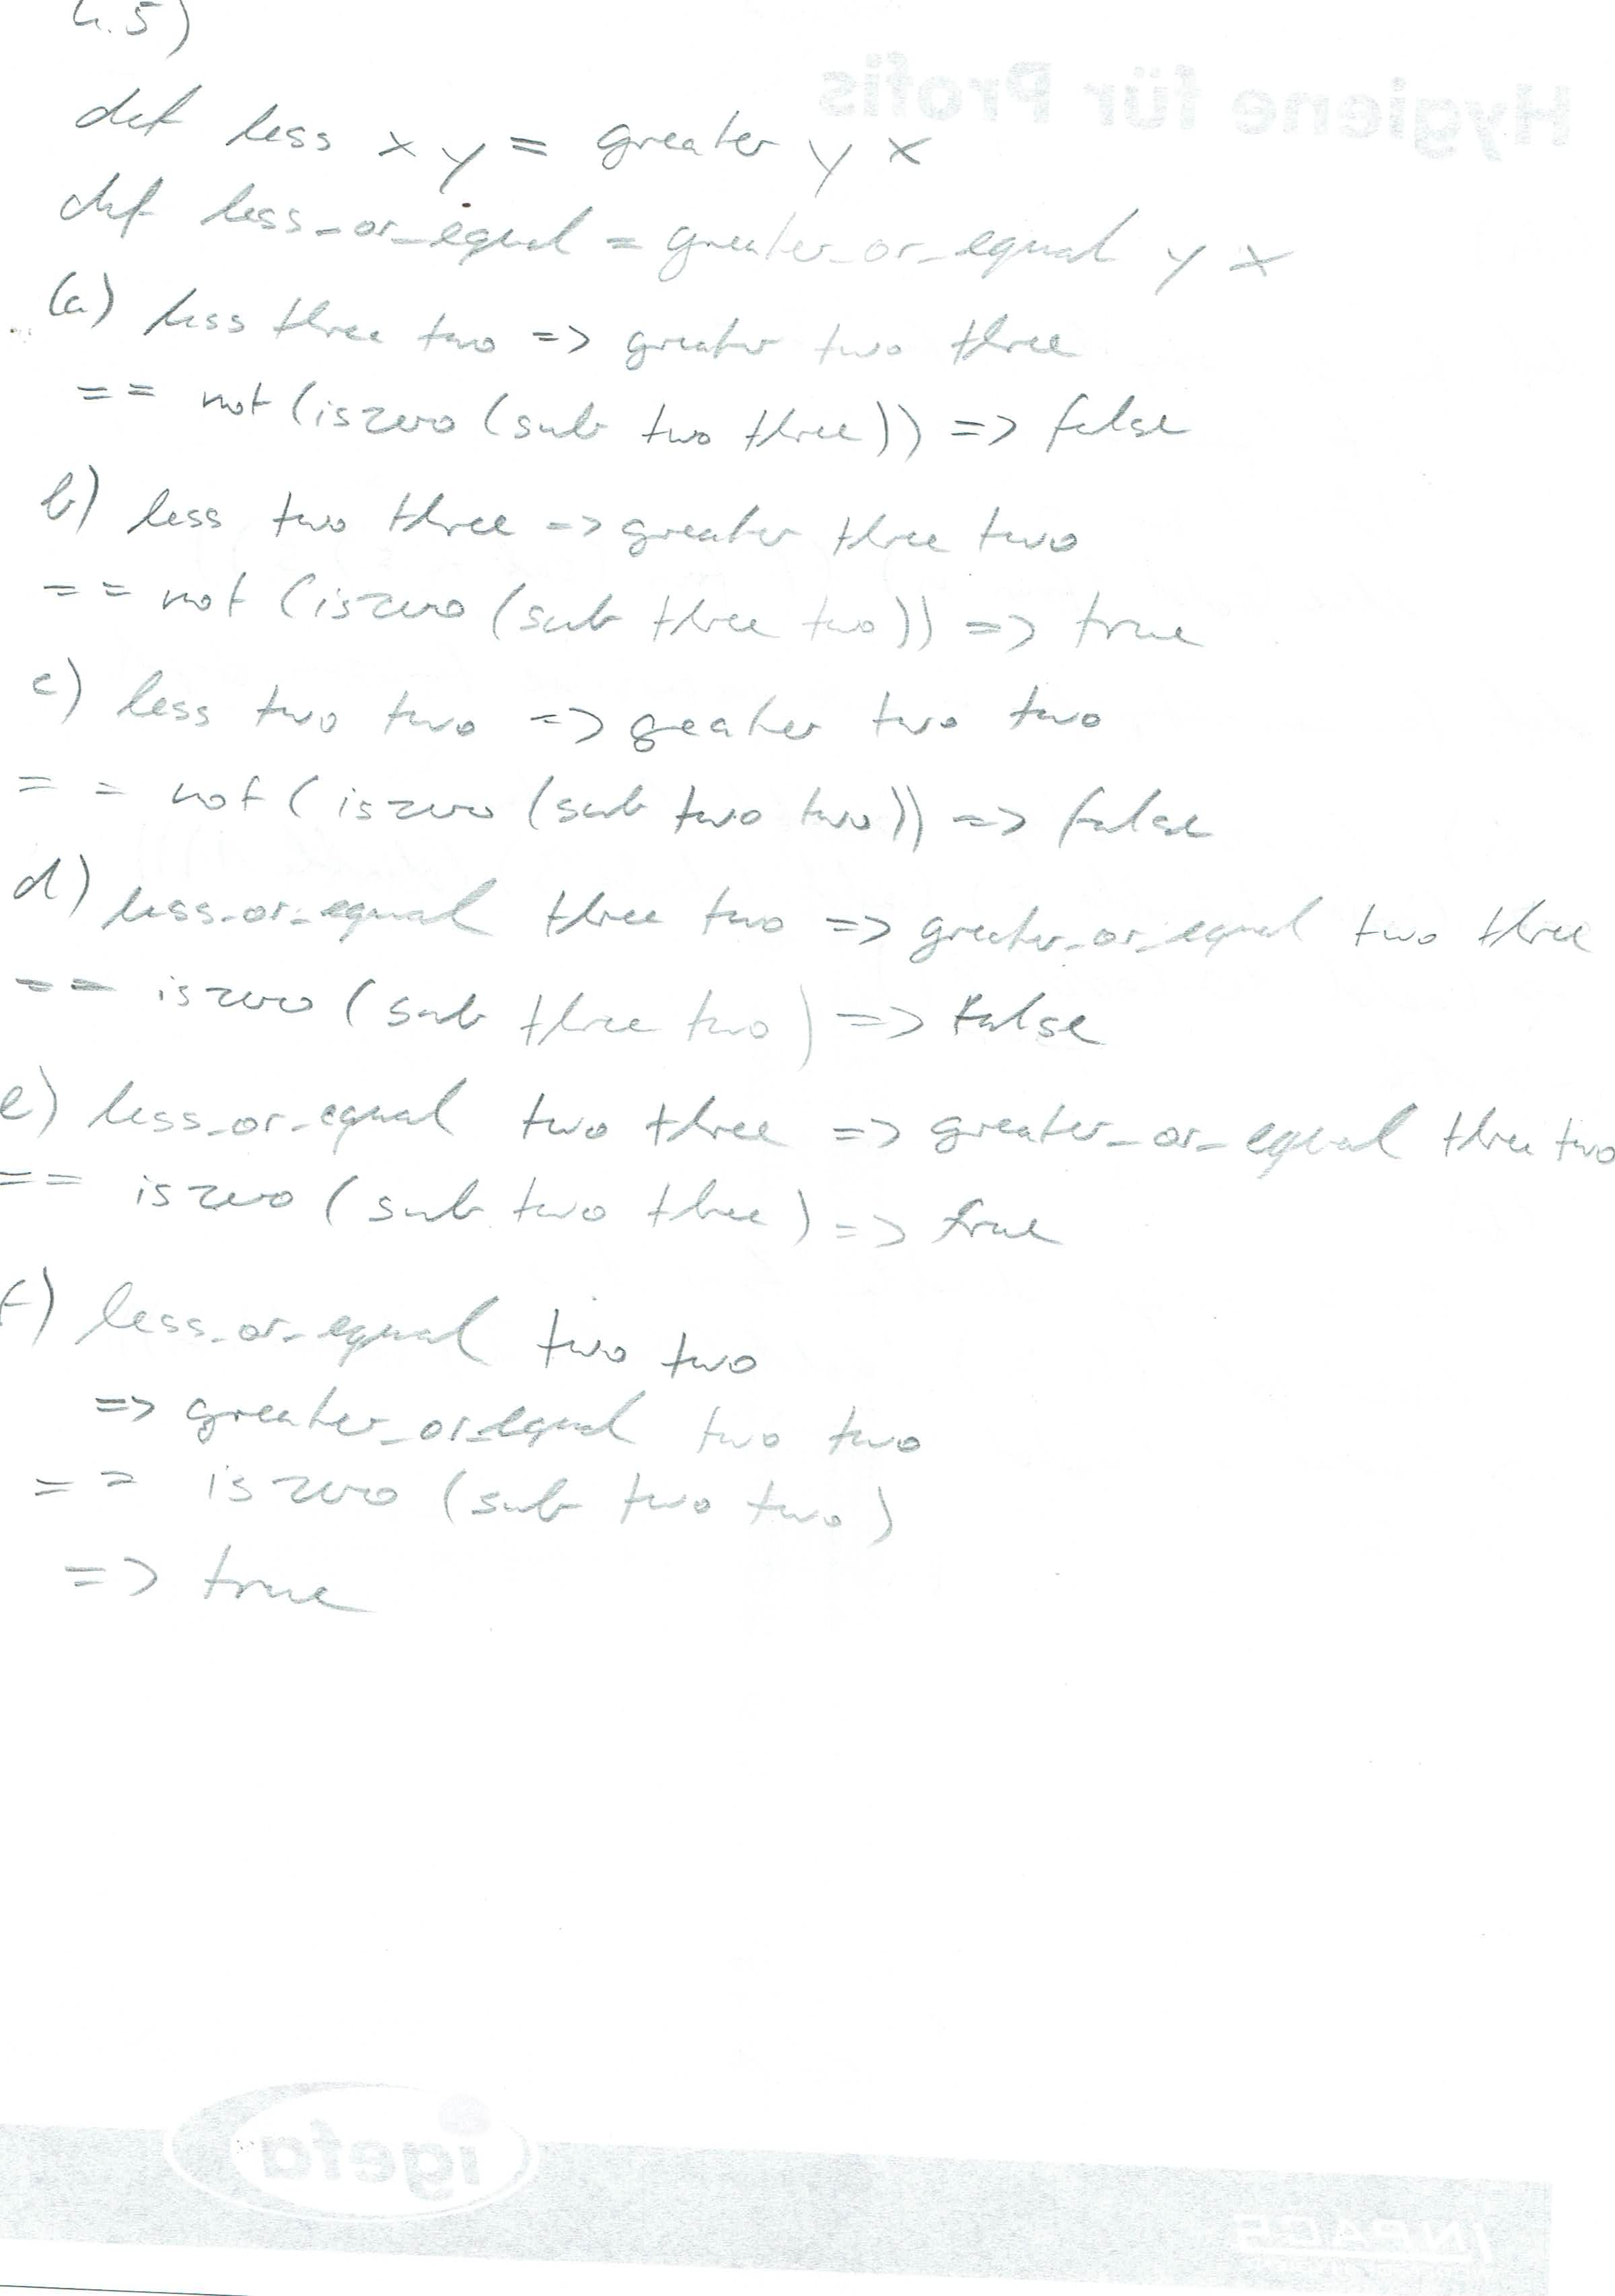 4.5)
Hygiene für Profis
def less x y = greater y x
def less_or_equal = greater_or_equal y x
(a) less three two => greater two three
== not (iszero (sub two three)) => false
b) less two three => greater three two
== not (iszero (sub three two)) => true
c) less two two => greater two two
== not (iszero (sub two two)) => false
d) less_or_equal three two => greater_or_equal two three
== iszero (sub three two) => false
e) less_or_equal two three => greater_or_equal three two
== iszero (sub two three) => true
f) less_or_equal two two
=> greater_or_equal two two
== iszero (sub two two)
=> true
igefa
INPACS